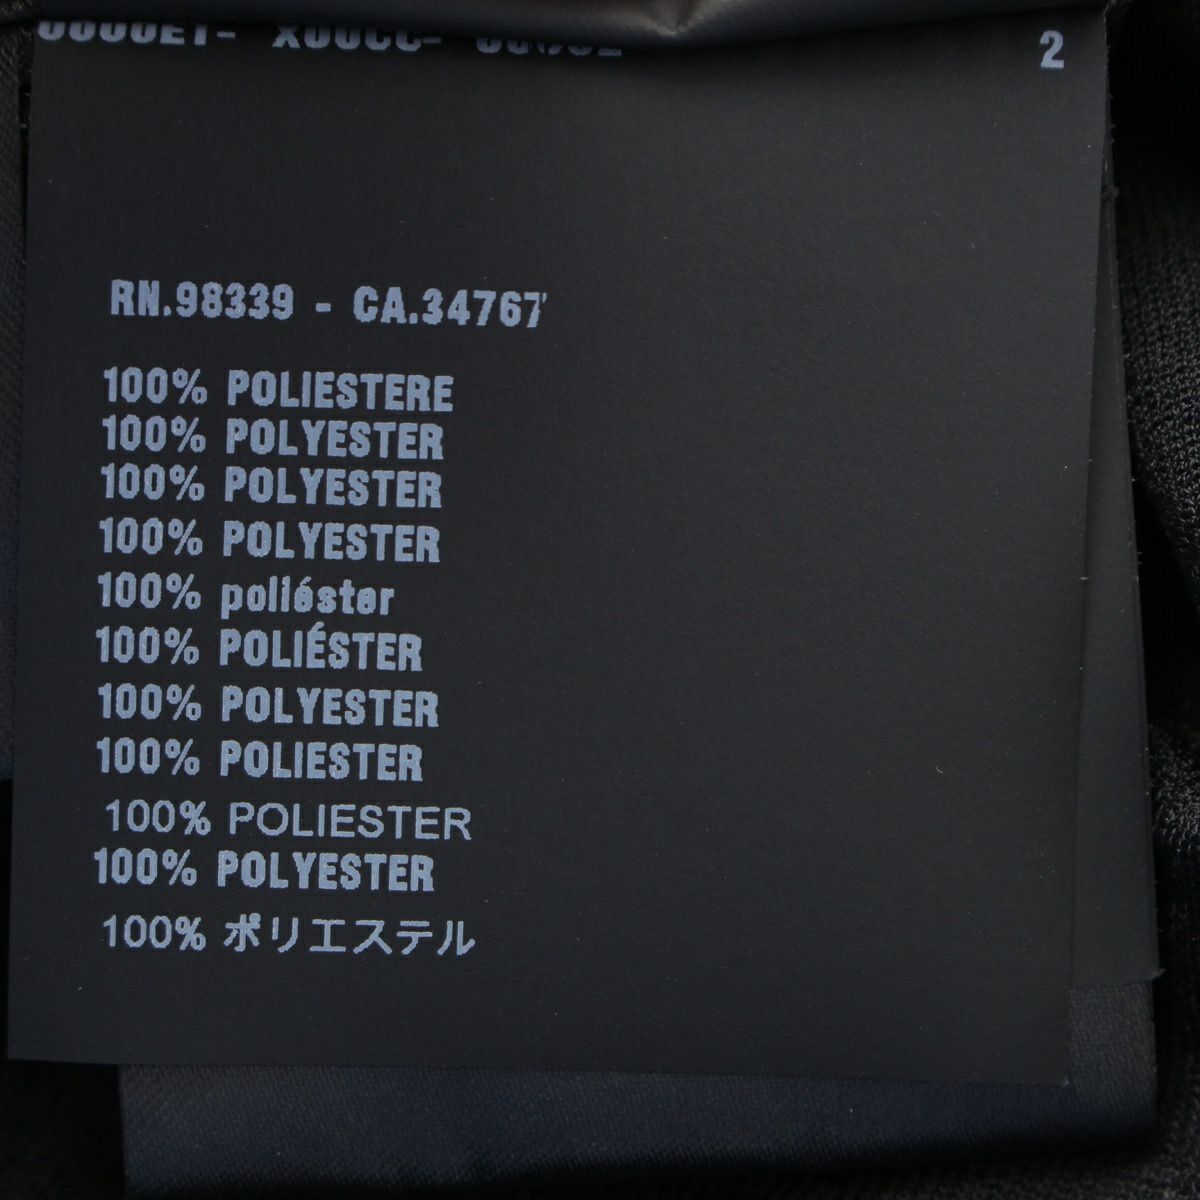 2
RN.98339 - CA.34767
100% POLIESTERE
100% POLYESTER
100% POLYESTER
100% POLYESTER
100% poliéster
100% POLIÉSTER
100% POLYESTER
100% POLIESTER
100% POLIESTER
100% POLYESTER
100% ポリエステル